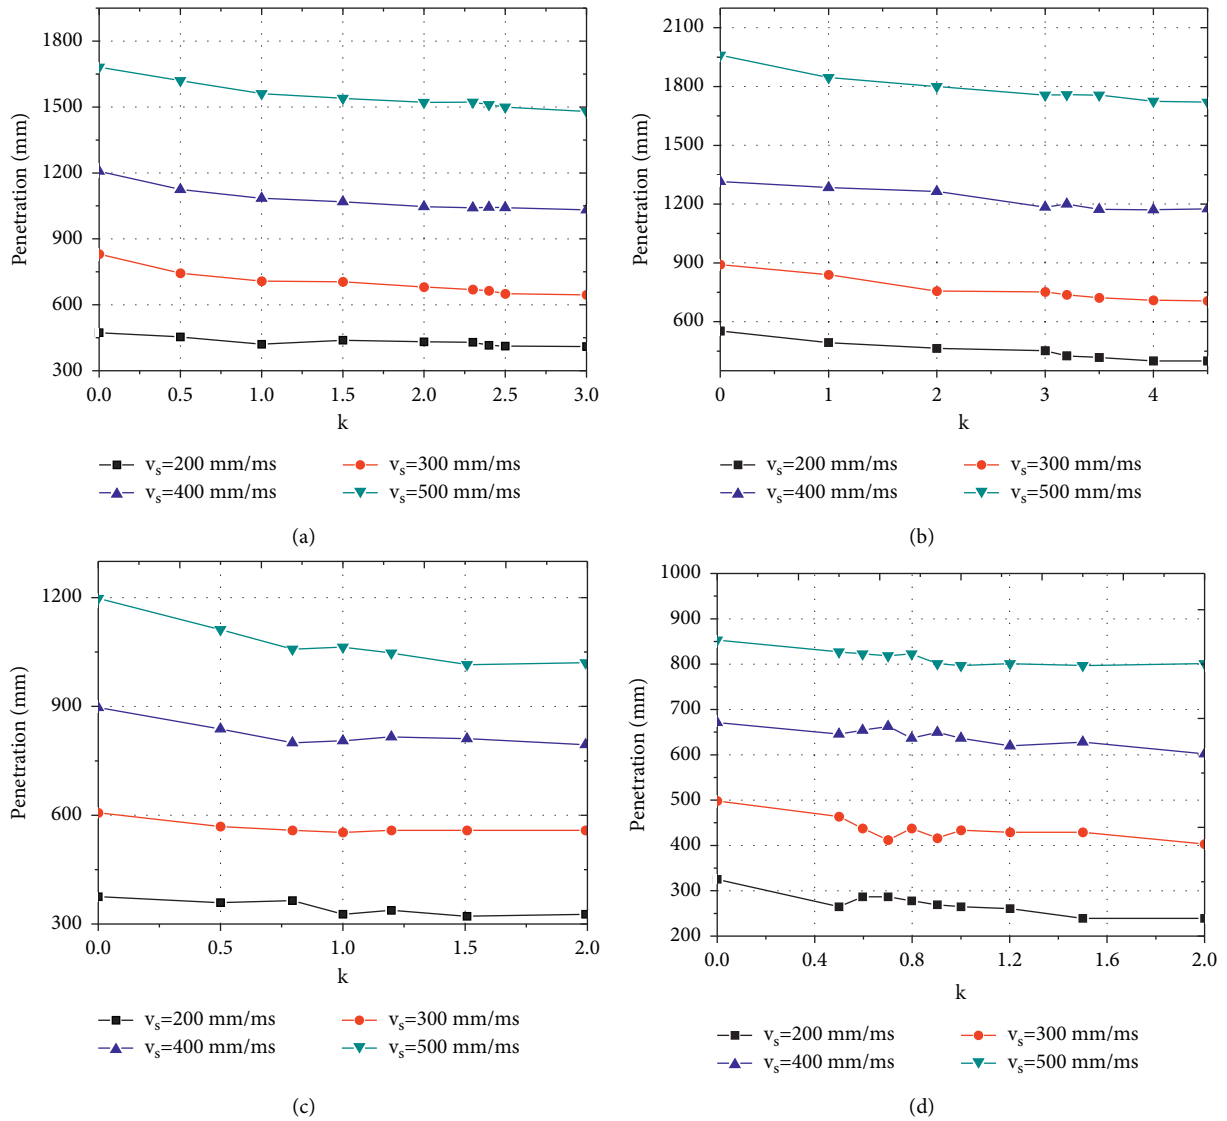 1800
1500
1200
900
600
300
Penetration (mm)
0.0 0.5 1.0 1.5 2.0 2.5 3.0
k
v_s=200 mm/ms v_s=300 mm/ms
v_s=400 mm/ms v_s=500 mm/ms
(a)
2100
1800
1500
1200
900
600
Penetration (mm)
0 1 2 3 4
k
v_s=200 mm/ms v_s=300 mm/ms
v_s=400 mm/ms v_s=500 mm/ms
(b)
1200
900
600
300
Penetration (mm)
0.0 0.5 1.0 1.5 2.0
k
v_s=200 mm/ms v_s=300 mm/ms
v_s=400 mm/ms v_s=500 mm/ms
(c)
1000
900
800
700
600
500
400
300
200
Penetration (mm)
0.0 0.4 0.8 1.2 1.6 2.0
k
v_s=200 mm/ms v_s=300 mm/ms
v_s=400 mm/ms v_s=500 mm/ms
(d)